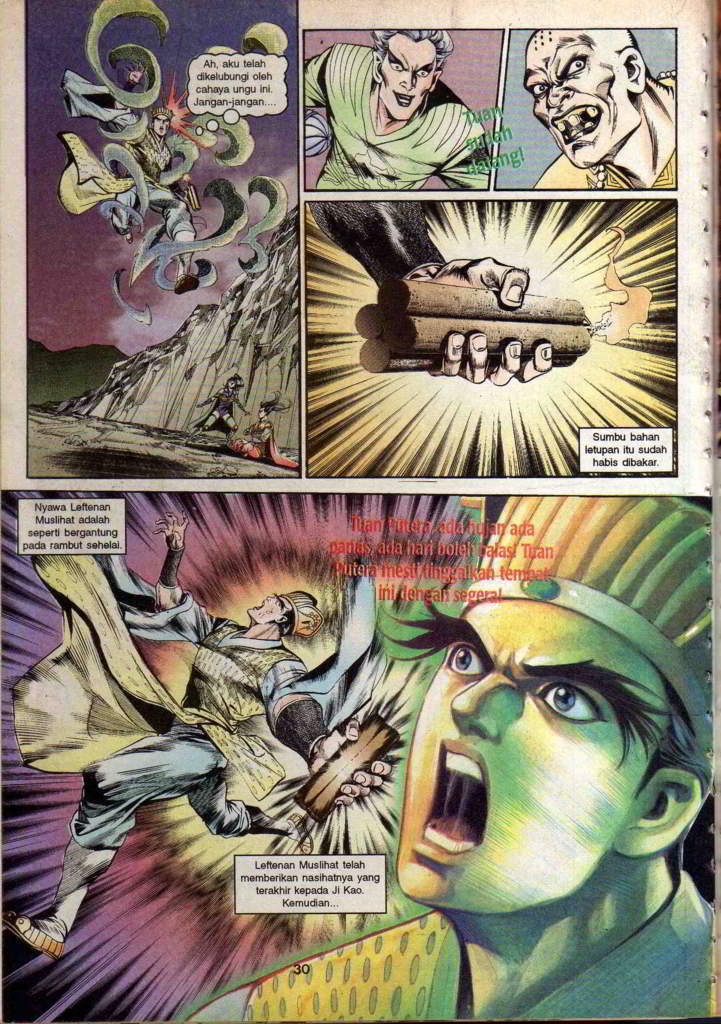 Ah, aku telah
dikelubungi oleh
cahaya ungu ini.
Jangan-jangan....
Tuan
sudah
datang!
Sumbu bahan
letupan itu sudah
habis dibakar.
Nyawa Leftenan
Muslihat adalah
seperti bergantung
pada rambut sehelai.
Tuan Putera, ada hujan ada
panas, ada hari boleh balas! Tuan
Putera mesti tinggalkan tempat
ini dengan segera!
Leftenan Muslihat telah
memberikan nasihatnya yang
terakhir kepada Ji Kao.
Kemudian...
30